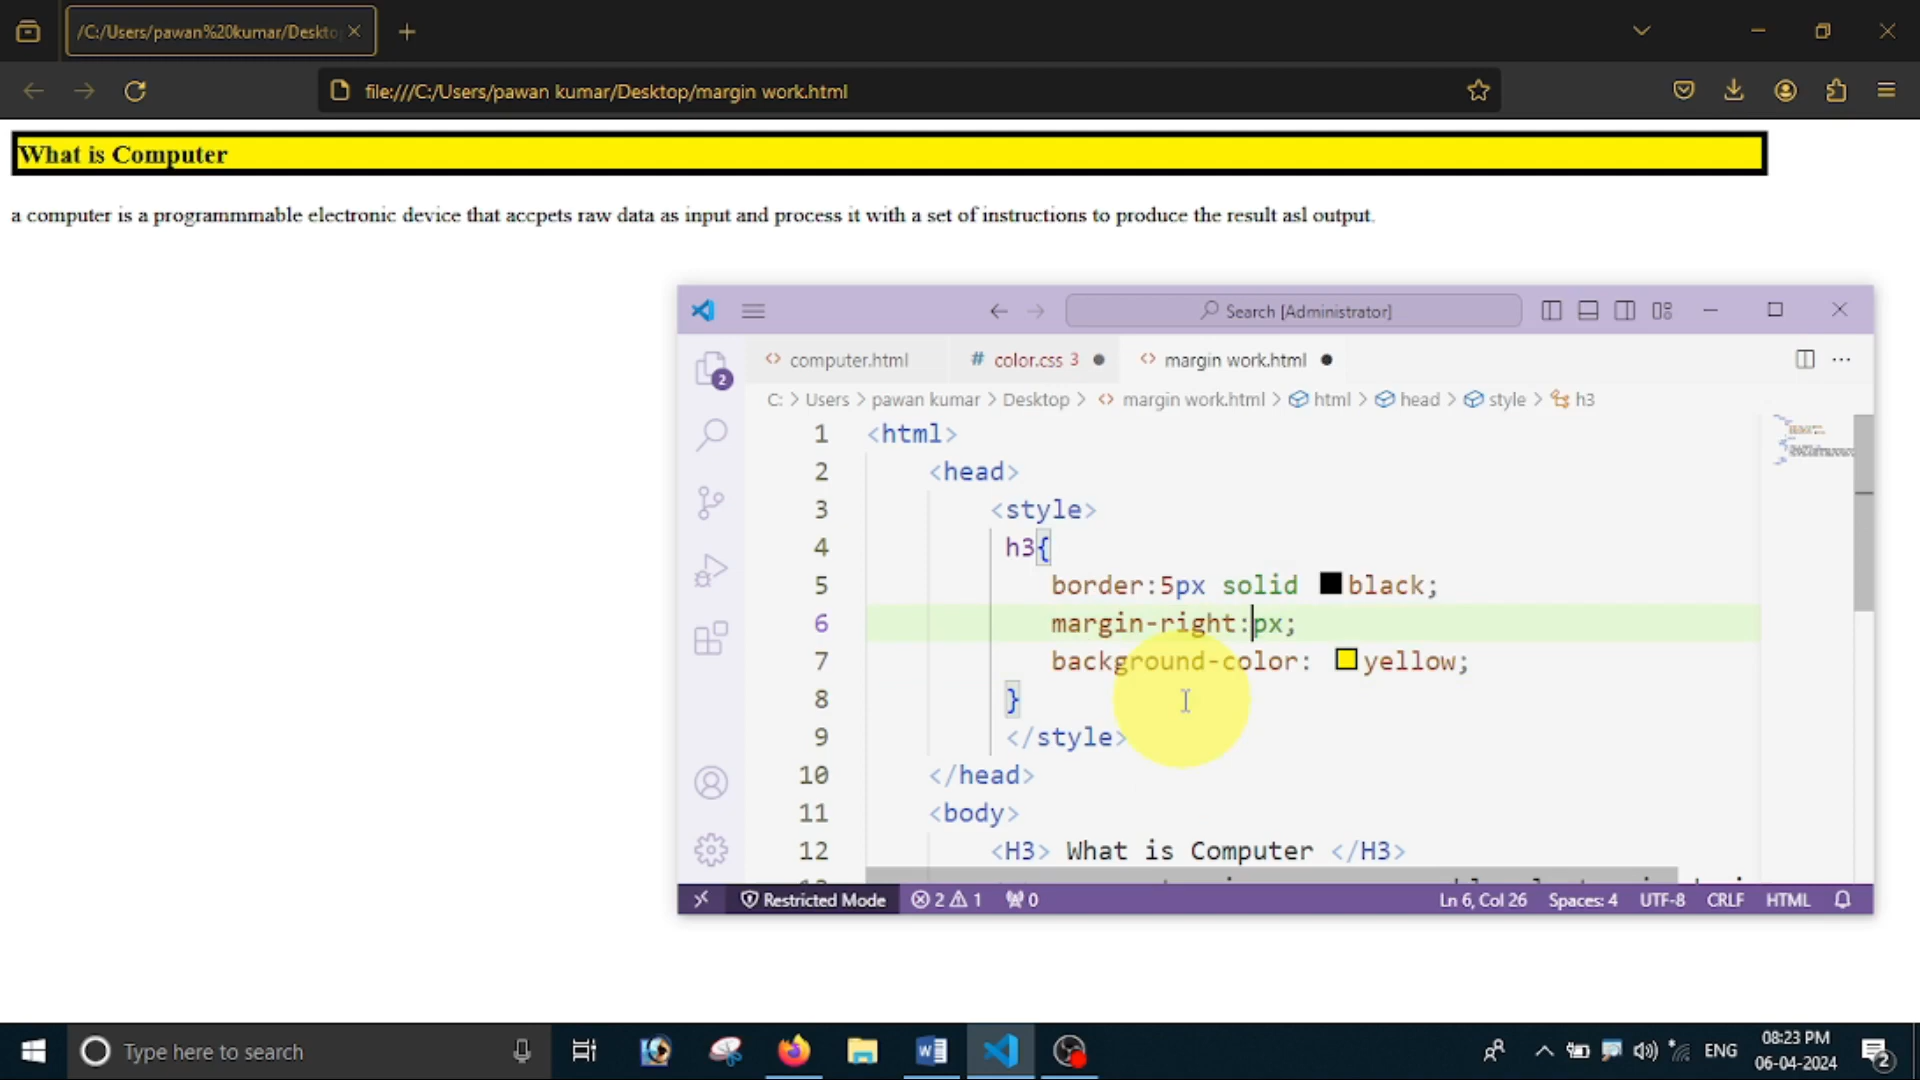 /C:/Users/pawan%20kumar/Deskto
file:///C:/Users/pawan kumar/Desktop/margin work.html
What is Computer
a computer is a programmmable electronic device that accpets raw data as input and process it with a set of instructions to produce the result asl output.
Search [Administrator]
computer.html
# color.css 3
margin work.html
C: > Users > pawan kumar > Desktop > margin work.html > html > head > style > h3
2
1 <html>
2 <head>
3 <style>
4 h3{
5 border:5px solid black;
6 margin-right:px;
7 background-color: yellow;
8 }
9 </style>
10 </head>
11 <body>
12 <H3> What is Computer </H3>
Restricted Mode
2
1
0
Ln 6, Col 26
Spaces: 4
UTF-8
CRLF
HTML
Type here to search
ENG
08:23 PM
06-04-2024
2